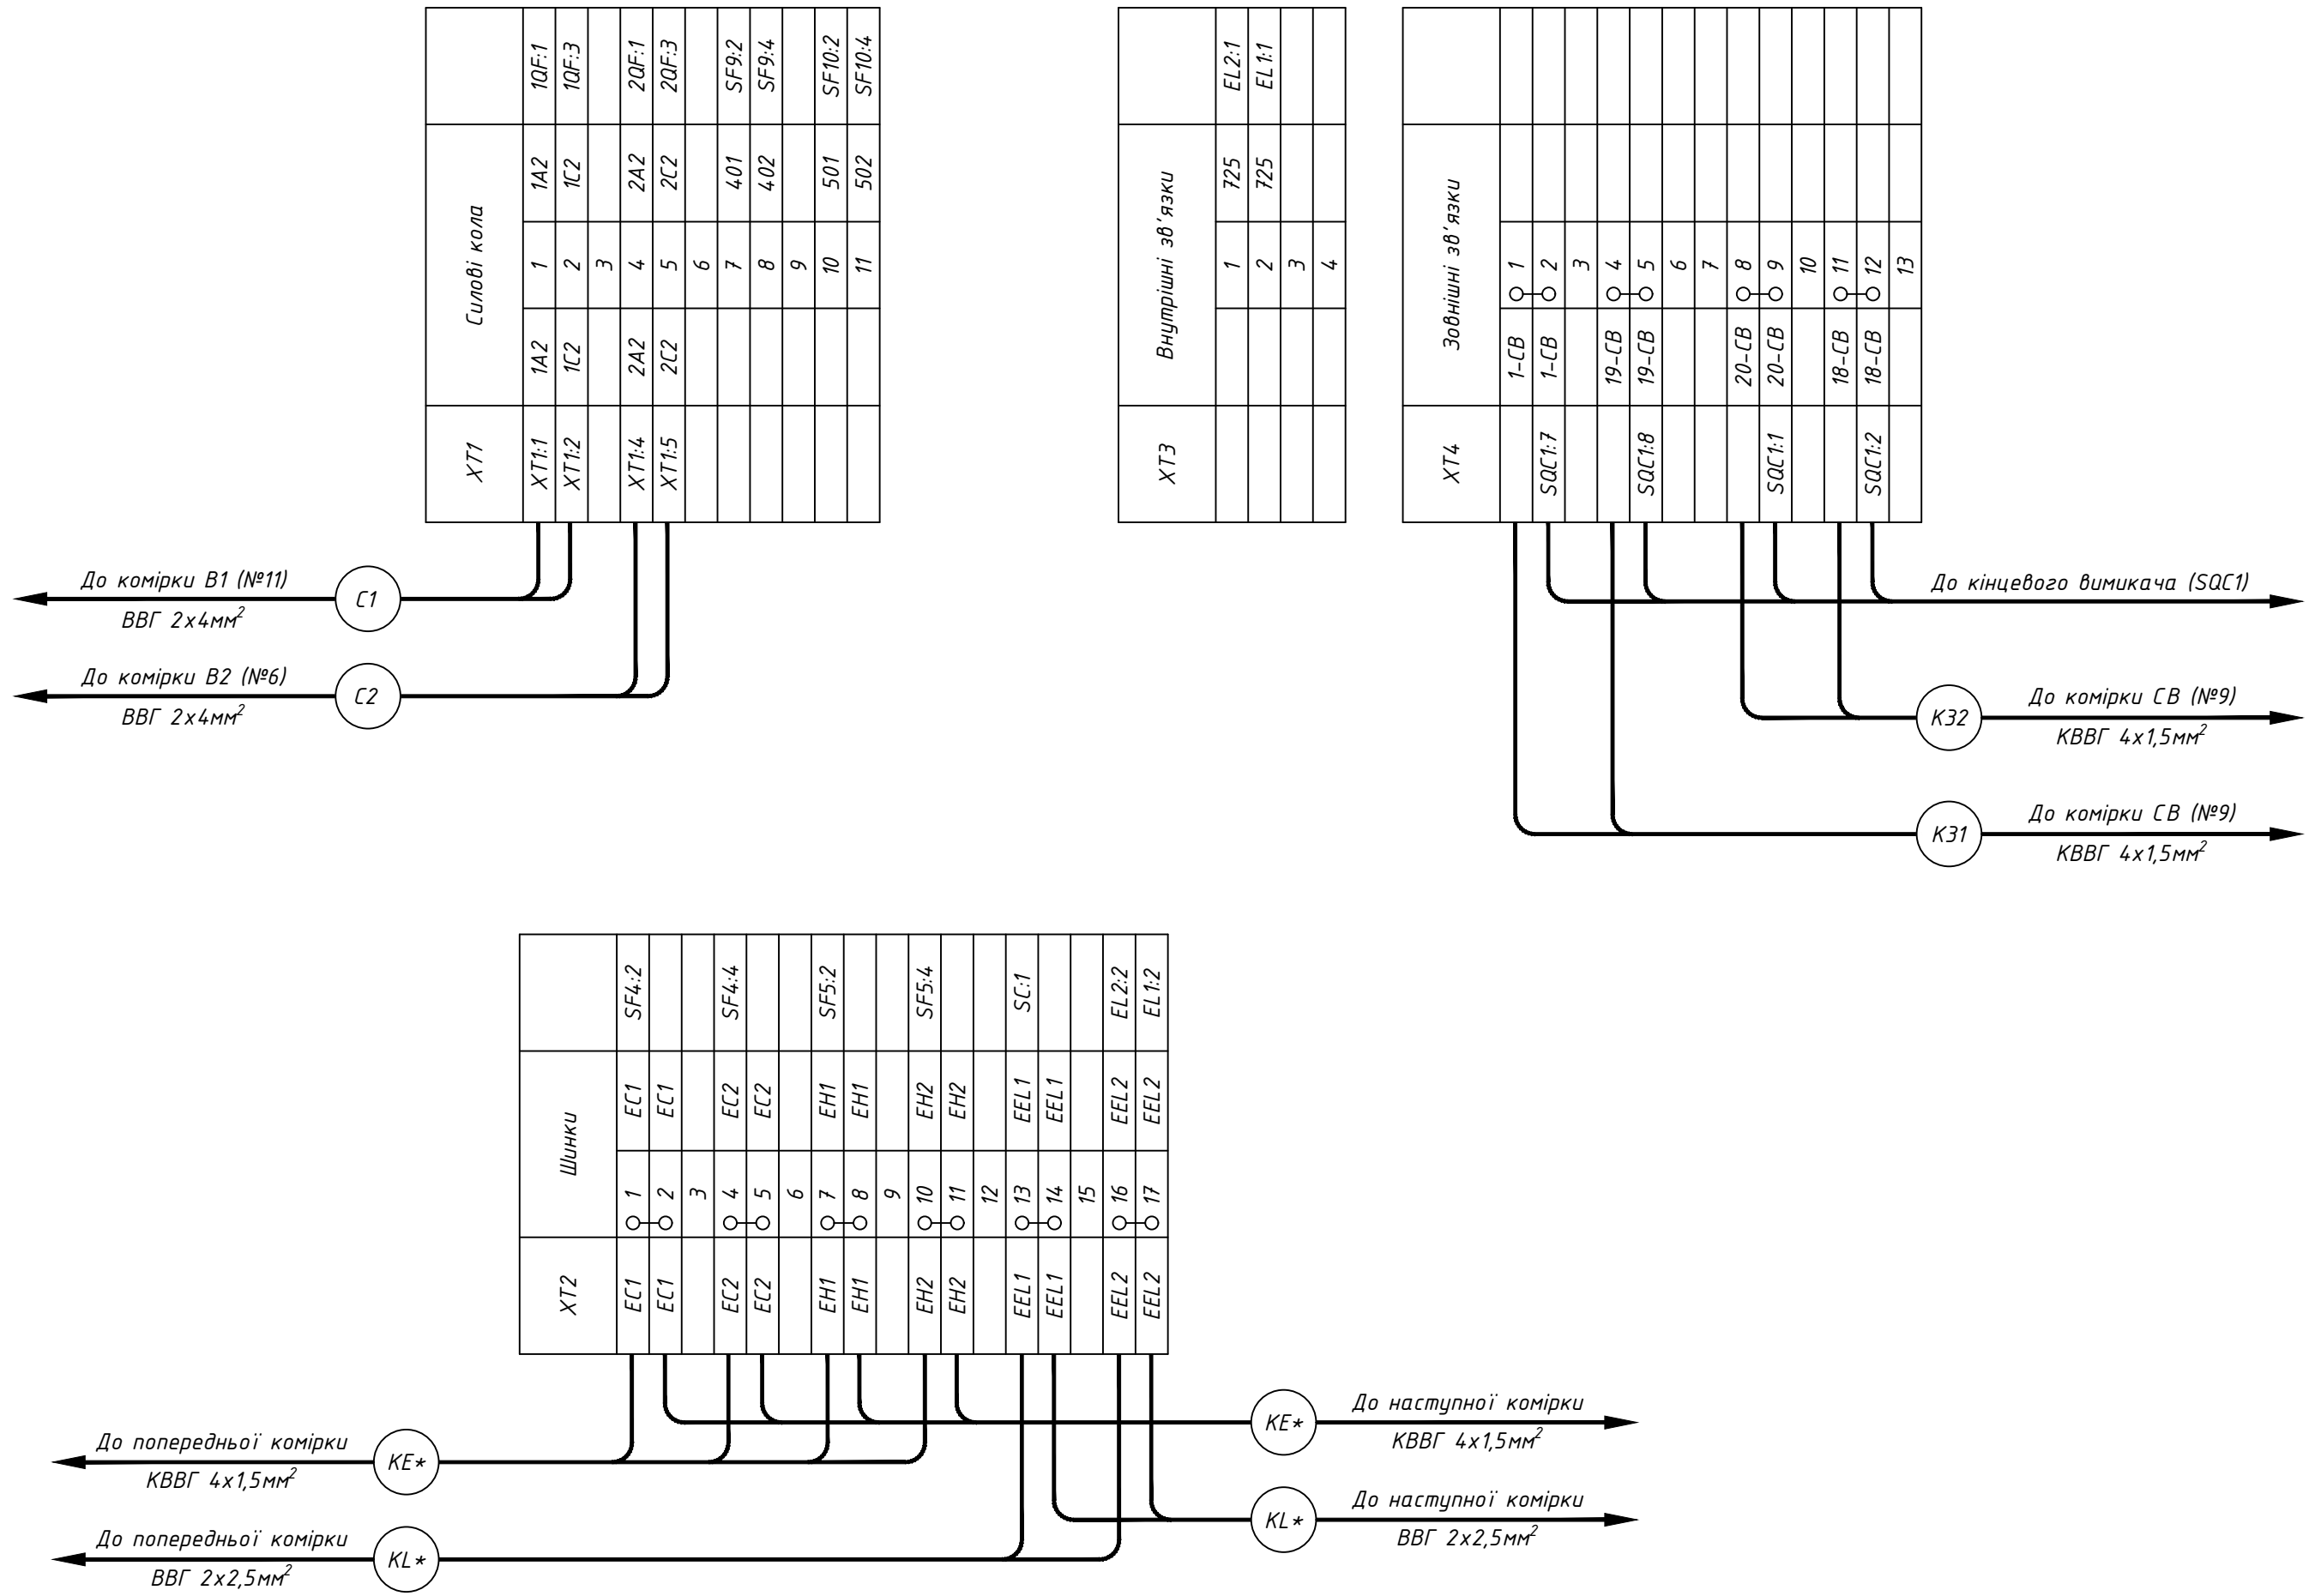 XT1
Силові кола
XT1:1 1A2 1 1A2 1QF:1
XT1:2 1C2 2 1C2 1QF:3
3
XT1:4 2A2 4 2A2 2QF:1
XT1:5 2C2 5 2C2 2QF:3
6
7 401 SF9:2
8 402 SF9:4
9
10 501 SF10:2
11 502 SF10:4
До комірки В1 (№11)
С1
ВВГ 2х4мм²
До комірки В2 (№6)
С2
ВВГ 2х4мм²
XT3
Внутрішні зв'язки
1 725 EL2:1
2 725 EL1:1
3
4
XT4
Зовнішні зв'язки
1-СВ 1
SQC1:7 1-СВ 2
3
19-СВ 4
SQC1:8 19-СВ 5
6
7
20-СВ 8
SQC1:1 20-СВ 9
10
18-СВ 11
SQC1:2 18-СВ 12
13
До кінцевого вимикача (SQC1)
До комірки СВ (№9)
К32
КВВГ 4х1,5мм²
До комірки СВ (№9)
К31
КВВГ 4х1,5мм²
XT2
Шинки
EC1 1 EC1 SF4:2
EC1 2 EC1
3
EC2 4 EC2 SF4:4
EC2 5 EC2
6
EH1 7 EH1 SF5:2
EH1 8 EH1
9
EH2 10 EH2 SF5:4
EH2 11 EH2
12
EEL1 13 EEL1 SC:1
EEL1 14 EEL1
15
EEL2 16 EEL2 EL2:2
EEL2 17 EEL2 EL1:2
До попередньої комірки
KE*
КВВГ 4х1,5мм²
До попередньої комірки
KL*
ВВГ 2х2,5мм²
До наступної комірки
KE*
КВВГ 4х1,5мм²
До наступної комірки
KL*
ВВГ 2х2,5мм²